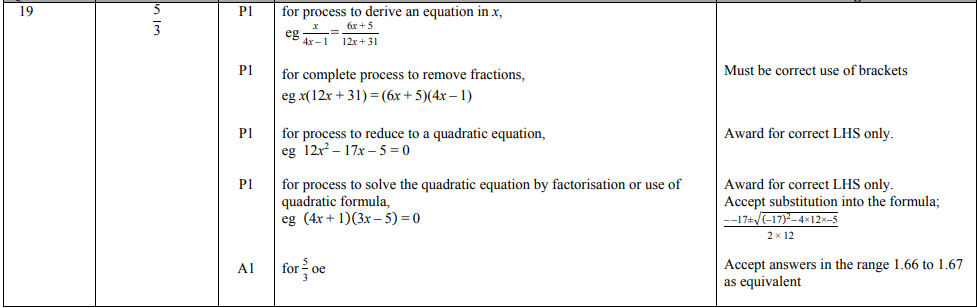 19
5/3
P1
for process to derive an equation in x,
eg x/(4x – 1) = (6x + 5)/(12x + 31)
P1
for complete process to remove fractions,
Must be correct use of brackets
eg x(12x + 31) = (6x + 5)(4x – 1)
P1
for process to reduce to a quadratic equation,
Award for correct LHS only.
eg 12x² – 17x – 5 = 0
P1
for process to solve the quadratic equation by factorisation or use of
quadratic formula,
eg (4x + 1)(3x – 5) = 0
Award for correct LHS only.
Accept substitution into the formula;
(––17±√((–17)²–4×12×–5))/(2 × 12)
A1
for 5/3 oe
Accept answers in the range 1.66 to 1.67
as equivalent